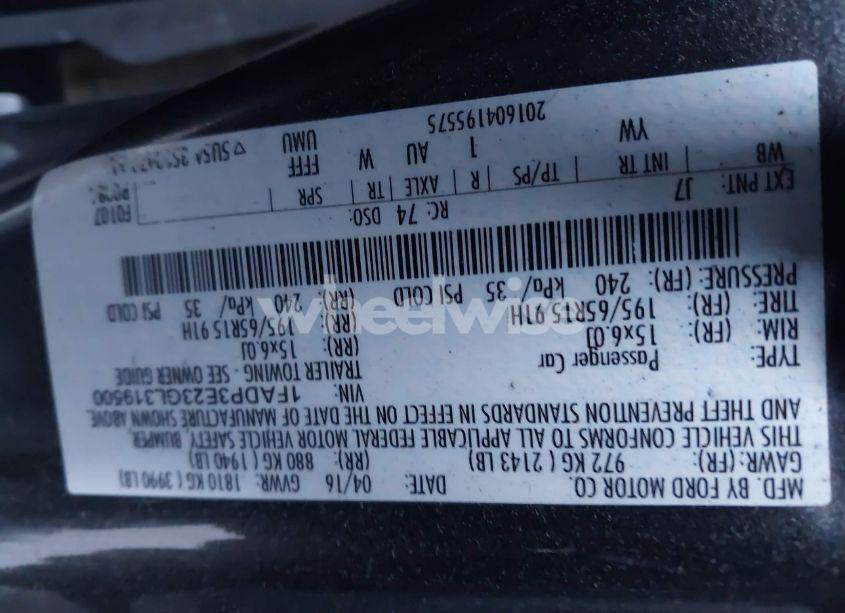 MFD. BY FORD MOTOR CO.
DATE: 04/16 GVWR: 1810 KG ( 3990 LB)
GAWR: (FR): 972 KG ( 2143 LB) (RR): 880 KG ( 1940 LB)
THIS VEHICLE CONFORMS TO ALL APPLICABLE FEDERAL MOTOR VEHICLE SAFETY, BUMPER,
AND THEFT PREVENTION STANDARDS IN EFFECT ON THE DATE OF MANUFACTURE SHOWN ABOVE.
VIN: 1FADP3E23GL319500
TYPE: Passenger Car TRAILER TOWING - SEE OWNER GUIDE
RIM: 15x6.0J (RR): 15x6.0J
TIRE: (FR): 195/65R15 91H (RR): 195/65R15 91H
PRESSURE: (FR): 240 kPa/ 35 PSI COLD (RR): 240 kPa/ 35 PSI COLD
EXT PNT: J7 RC: 74 DSO: F0107
WB INT TR TP/PS R AXLE TR SPR
YW 1 AU W FFFF
UMU
201604195575
wheelwise